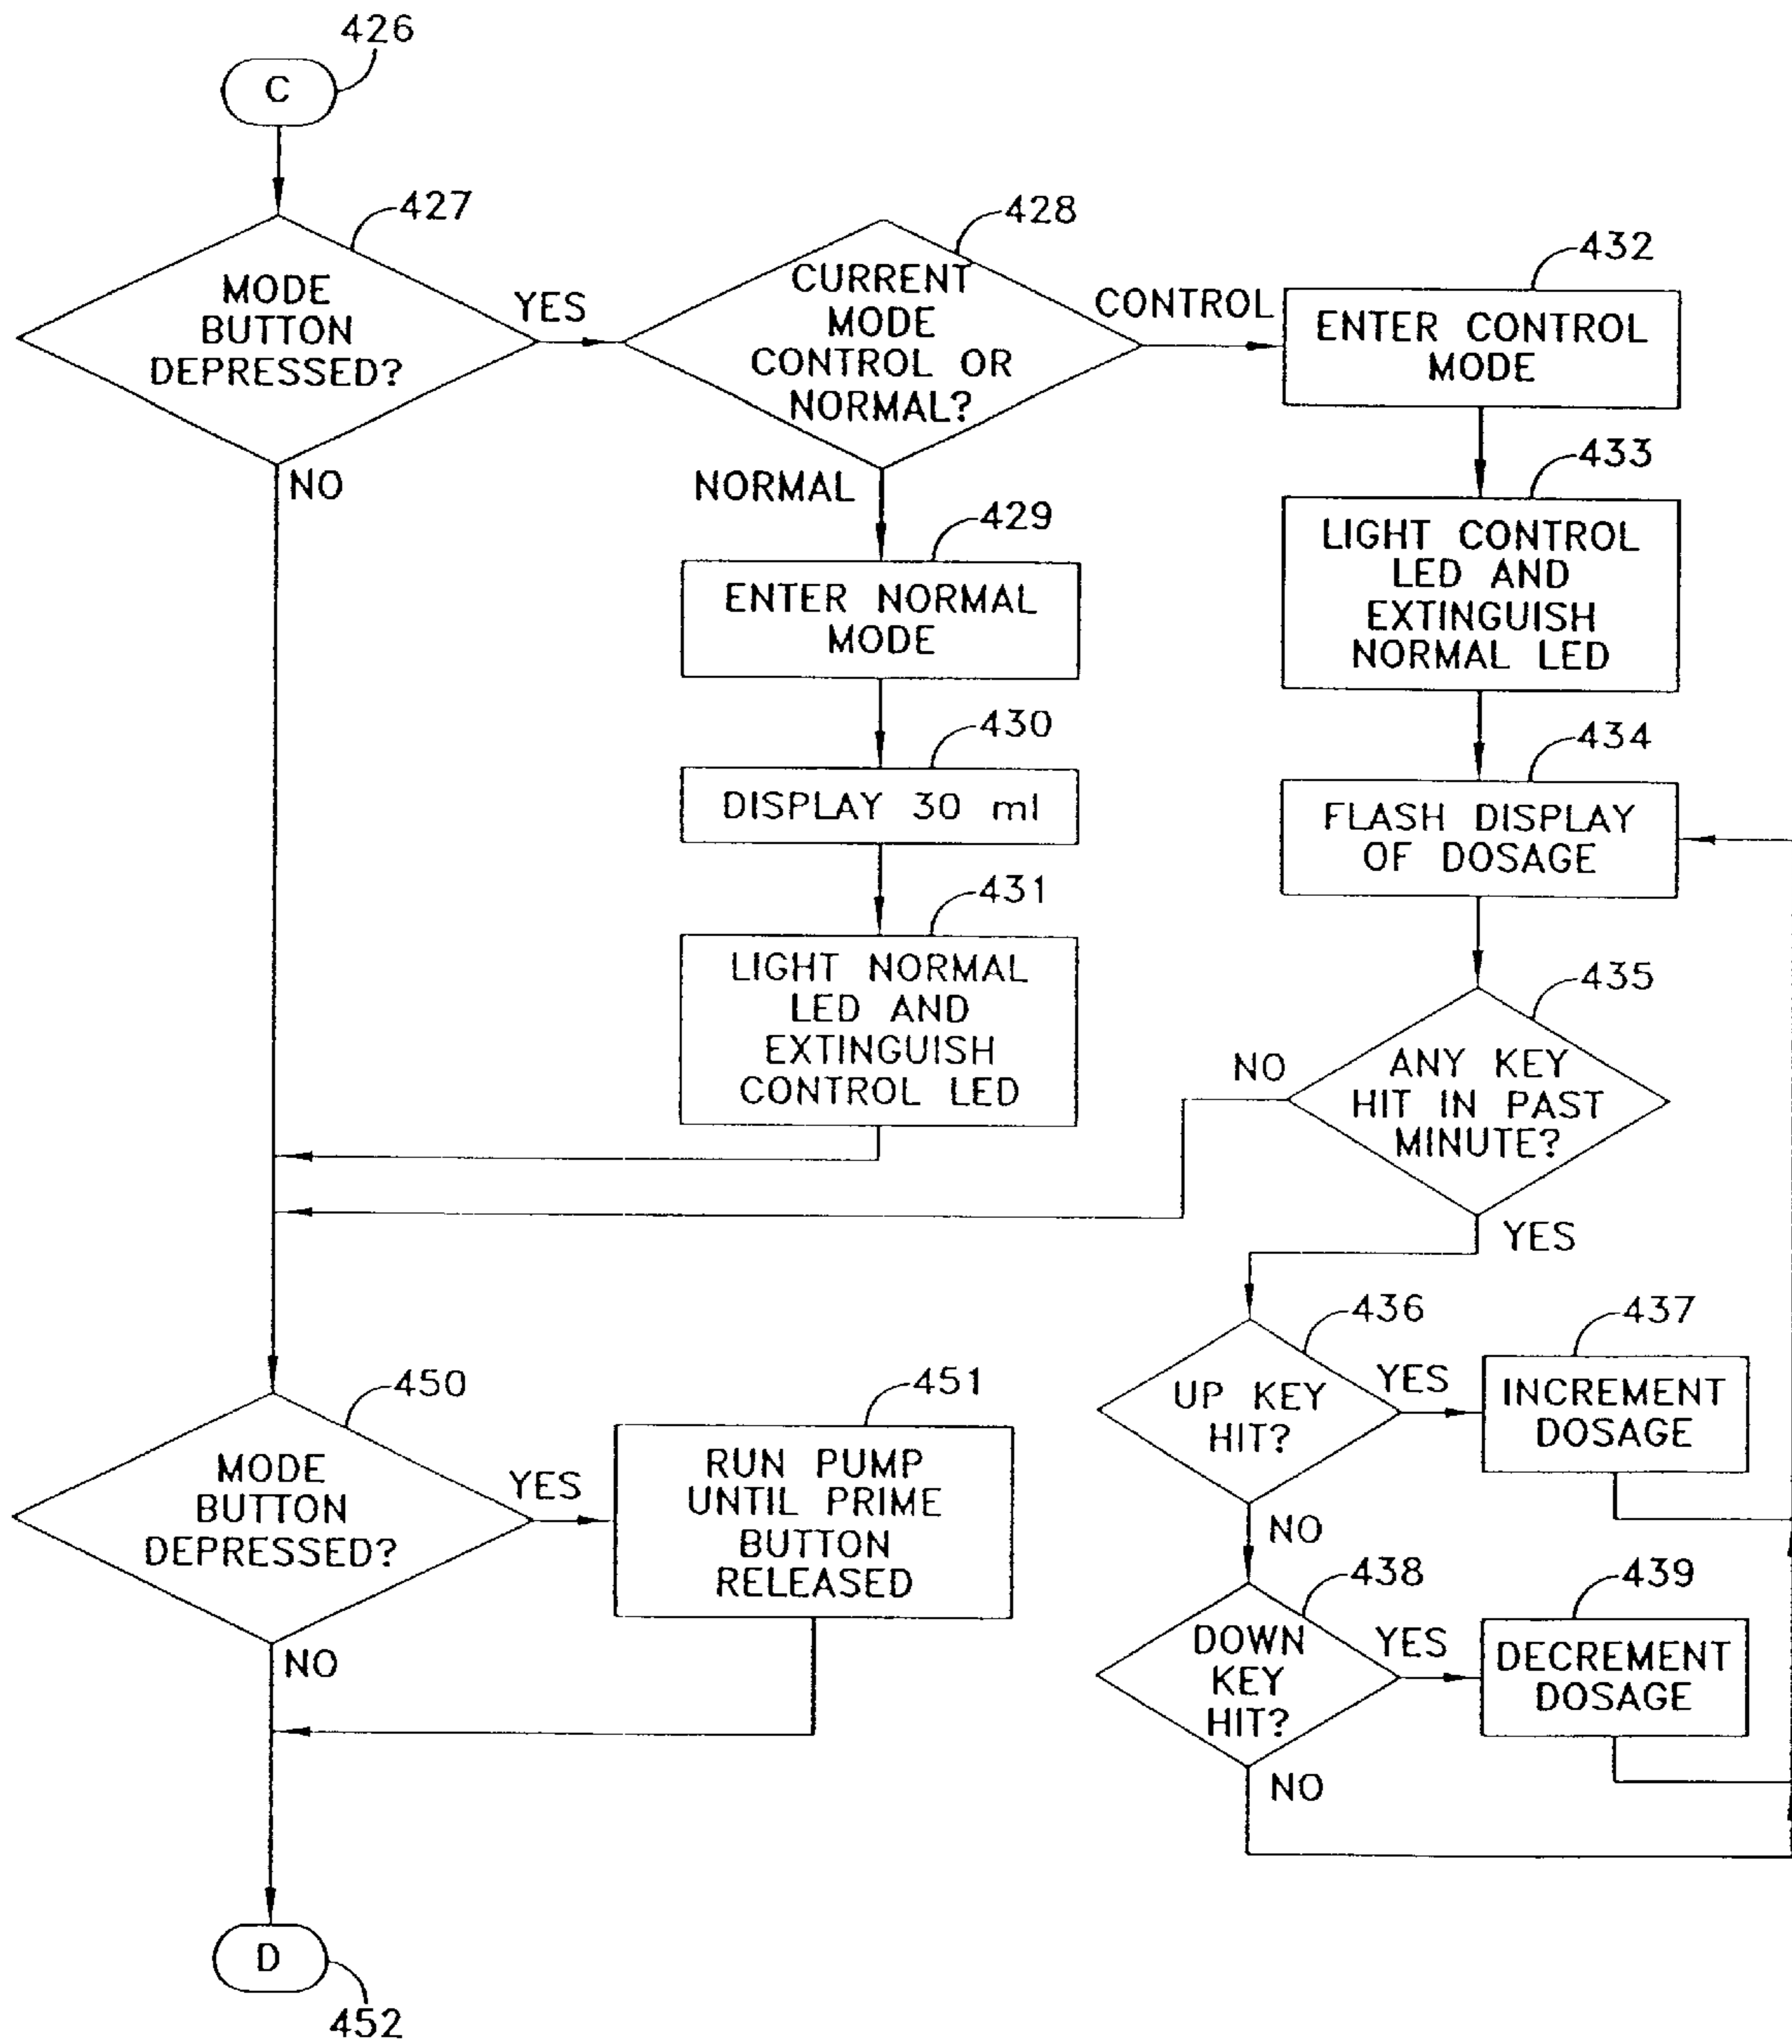 426
C
427
MODE
BUTTON
DEPRESSED?
YES
NO
428
CURRENT
MODE
CONTROL OR
NORMAL?
CONTROL
NORMAL
432
ENTER CONTROL
MODE
429
ENTER NORMAL
MODE
433
LIGHT CONTROL
LED AND
EXTINGUISH
NORMAL LED
430
DISPLAY 30 ml
434
FLASH DISPLAY
OF DOSAGE
431
LIGHT NORMAL
LED AND
EXTINGUISH
CONTROL LED
435
ANY KEY
HIT IN PAST
MINUTE?
NO
YES
436
UP KEY
HIT?
YES
NO
437
INCREMENT
DOSAGE
450
MODE
BUTTON
DEPRESSED?
YES
NO
451
RUN PUMP
UNTIL PRIME
BUTTON
RELEASED
438
DOWN
KEY
HIT?
YES
NO
439
DECREMENT
DOSAGE
D
452